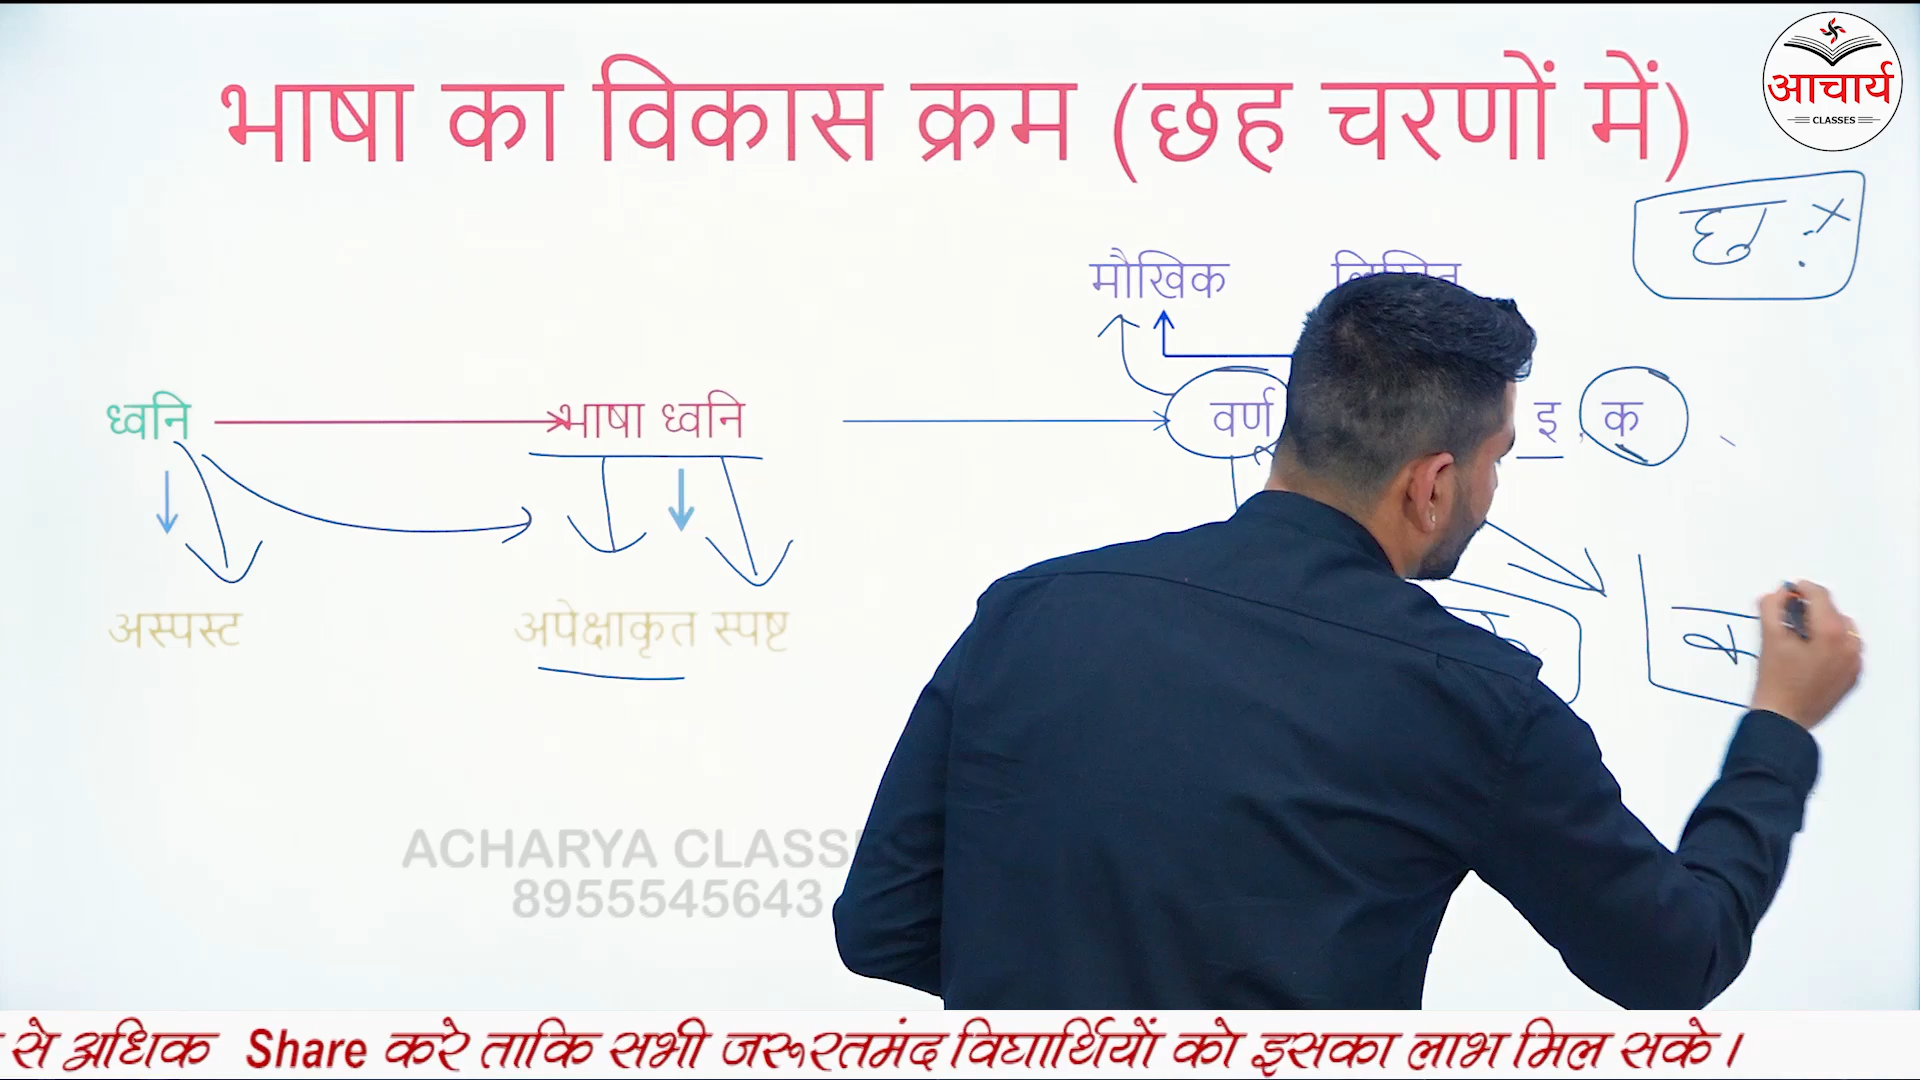 भाषा का विकास क्रम (छह चरणों में)
आचार्य
CLASSES
छ :
मौखिक लिखित
ध्वनि भाषा ध्वनि वर्ण इ , क
अस्पस्ट अपेक्षाकृत स्पष्ट
ACHARYA CLASSE
8955545643
से अधिक Share करे ताकि सभी जरूरतमंद विद्यार्थियों को इसका लाभ मिल सके।